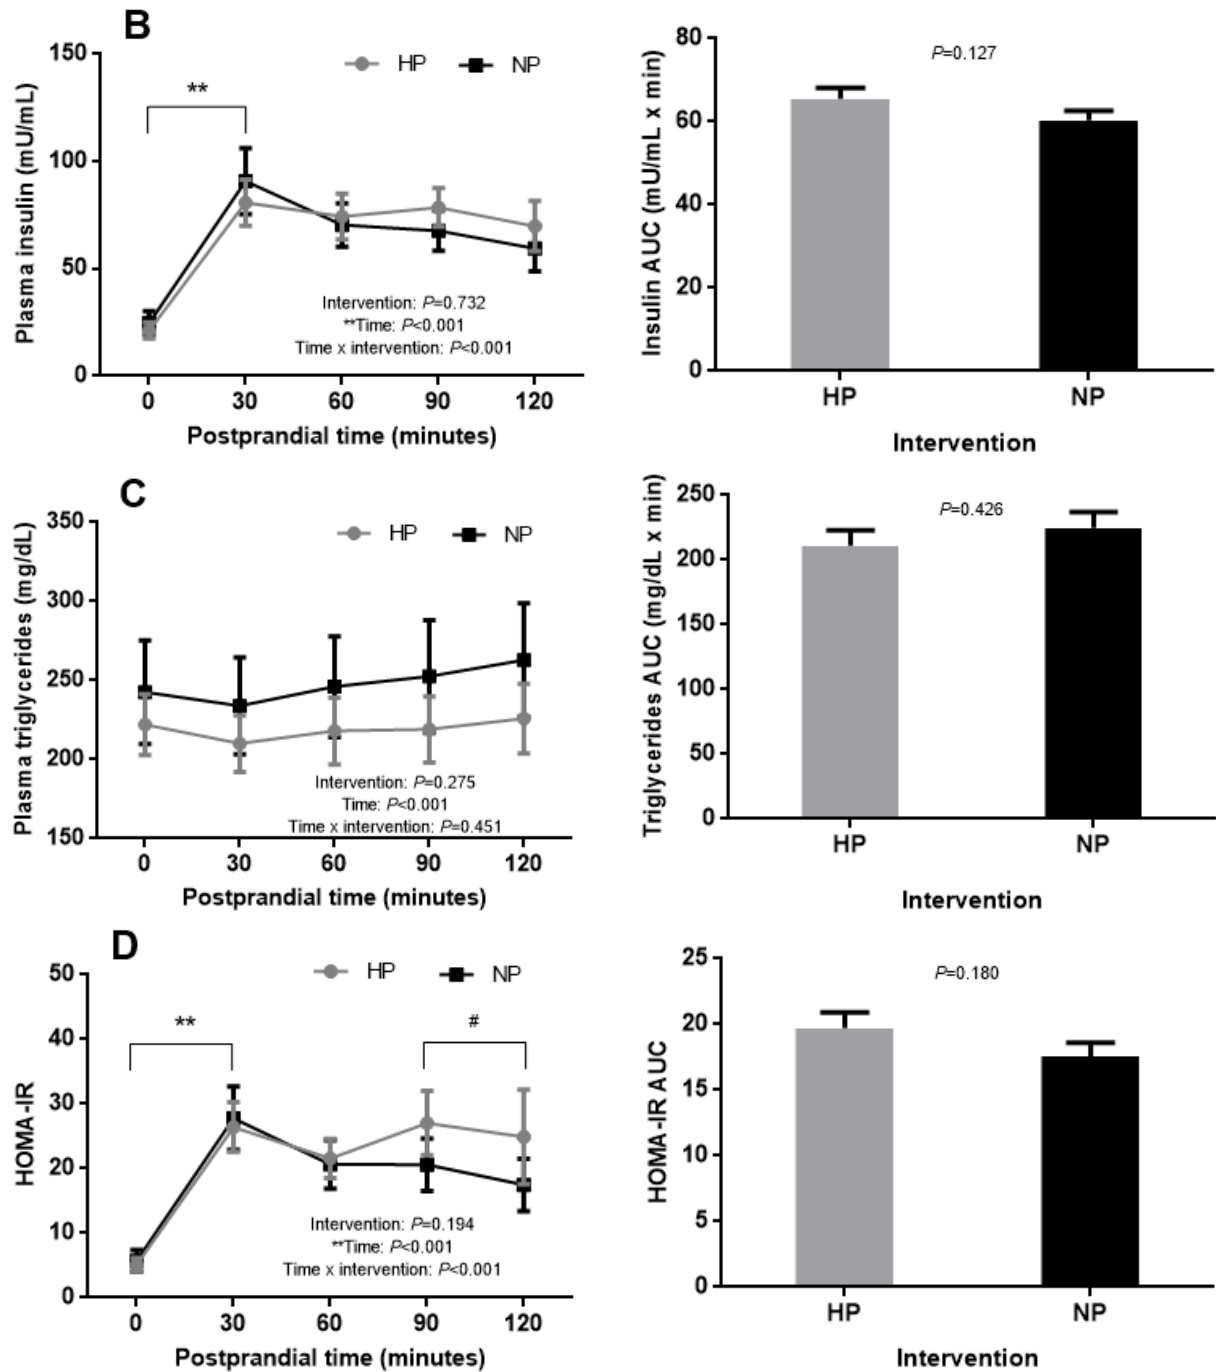 B
Plasma insulin (mU/mL)
150
100
50
0
HP
NP
**
Intervention: P=0.732
**Time: P<0.001
Time x intervention: P<0.001
0 30 60 90 120
Postprandial time (minutes)
Insulin AUC (mU/mL x min)
80
60
40
20
0
P=0.127
HP NP
Intervention
C
Plasma triglycerides (mg/dL)
350
300
250
200
150
HP
NP
Intervention: P=0.275
Time: P<0.001
Time x intervention: P=0.451
0 30 60 90 120
Postprandial time (minutes)
Triglycerides AUC (mg/dL x min)
250
200
150
100
50
0
P=0.426
HP NP
Intervention
D
HOMA-IR
50
40
30
20
10
0
HP
NP
**
#
Intervention: P=0.194
**Time: P<0.001
Time x intervention: P<0.001
0 30 60 90 120
Postprandial time (minutes)
HOMA-IR AUC
25
20
15
10
5
0
P=0.180
HP NP
Intervention